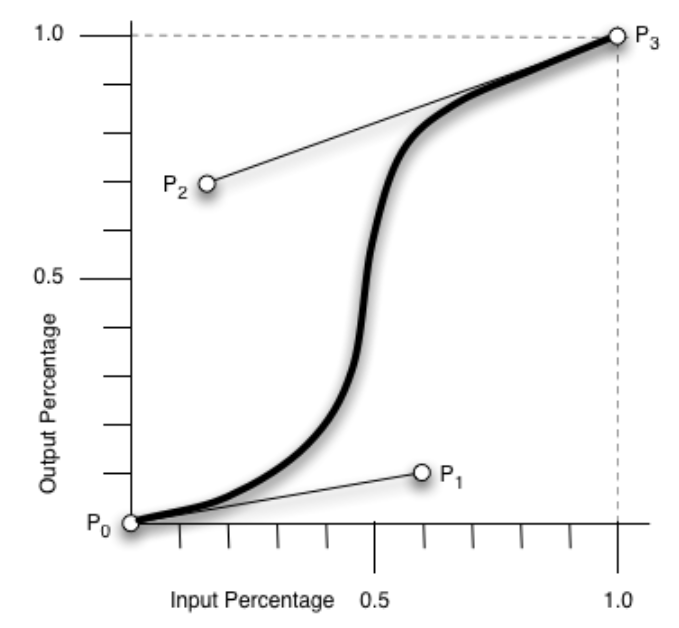 1.0
P3
P2
0.5
Output Percentage
P1
P0
Input Percentage 0.5 1.0